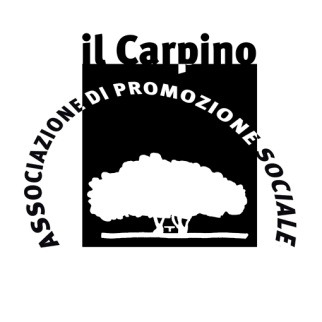 il Carpino
ASSOCIAZIONE DI PROMOZIONE SOCIALE